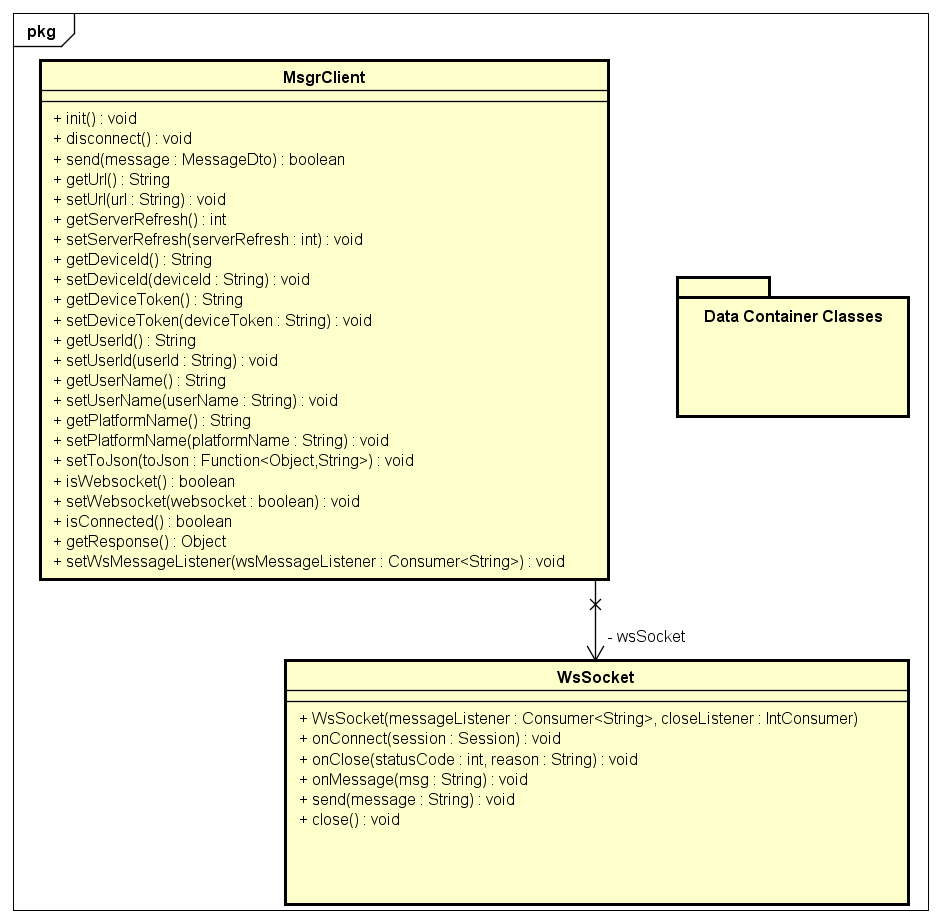 pkg
MsgrClient
+ init() : void
+ disconnect() : void
+ send(message : MessageDto) : boolean
+ getUrl() : String
+ setUrl(url : String) : void
+ getServerRefresh() : int
+ setServerRefresh(serverRefresh : int) : void
+ getDeviceId() : String
+ setDeviceId(deviceId : String) : void
+ getDeviceToken() : String
+ setDeviceToken(deviceToken : String) : void
+ getUserId() : String
+ setUserId(userId : String) : void
+ getUserName() : String
+ setUserName(userName : String) : void
+ getPlatformName() : String
+ setPlatformName(platformName : String) : void
+ setToJson(toJson : Function<Object,String>) : void
+ isWebsocket() : boolean
+ setWebsocket(websocket : boolean) : void
+ isConnected() : boolean
+ getResponse() : Object
+ setWsMessageListener(wsMessageListener : Consumer<String>) : void
Data Container Classes
- wsSocket
WsSocket
+ WsSocket(messageListener : Consumer<String>, closeListener : IntConsumer)
+ onConnect(session : Session) : void
+ onClose(statusCode : int, reason : String) : void
+ onMessage(msg : String) : void
+ send(message : String) : void
+ close() : void